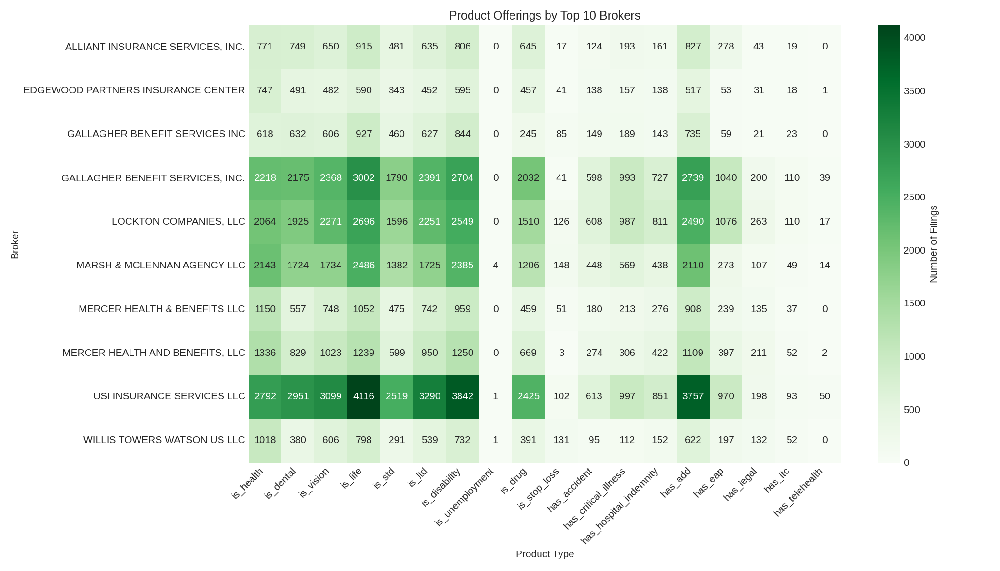 Product Offerings by Top 10 Brokers
ALLIANT INSURANCE SERVICES, INC. 771 749 650 915 481 635 806 0 645 17 124 193 161 827 278 43 19 0
EDGEWOOD PARTNERS INSURANCE CENTER 747 491 482 590 343 452 595 0 457 41 138 157 138 517 53 31 18 1
GALLAGHER BENEFIT SERVICES INC 618 632 606 927 460 627 844 0 245 85 149 189 143 735 59 21 23 0
GALLAGHER BENEFIT SERVICES, INC. 2218 2175 2368 3002 1790 2391 2704 0 2032 41 598 993 727 2739 1040 200 110 39
LOCKTON COMPANIES, LLC 2064 1925 2271 2696 1596 2251 2549 0 1510 126 608 987 811 2490 1076 263 110 17
MARSH & MCLENNAN AGENCY LLC 2143 1724 1734 2486 1382 1725 2385 4 1206 148 448 569 438 2110 273 107 49 14
MERCER HEALTH & BENEFITS LLC 1150 557 748 1052 475 742 959 0 459 51 180 213 276 908 239 135 37 0
MERCER HEALTH AND BENEFITS, LLC 1336 829 1023 1239 599 950 1250 0 669 3 274 306 422 1109 397 211 52 2
USI INSURANCE SERVICES LLC 2792 2951 3099 4116 2519 3290 3842 1 2425 102 613 997 851 3757 970 198 93 50
WILLIS TOWERS WATSON US LLC 1018 380 606 798 291 539 732 1 391 131 95 112 152 622 197 132 52 0
Broker
is_health
is_dental
is_vision
is_life
is_std
is_ltd
is_disability
is_unemployment
is_drug
is_stop_loss
has_accident
has_critical_illness
has_hospital_indemnity
has_add
has_eap
has_legal
has_ltc
has_telehealth
Product Type
4000
3500
3000
2500
2000
1500
1000
500
0
Number of Filings